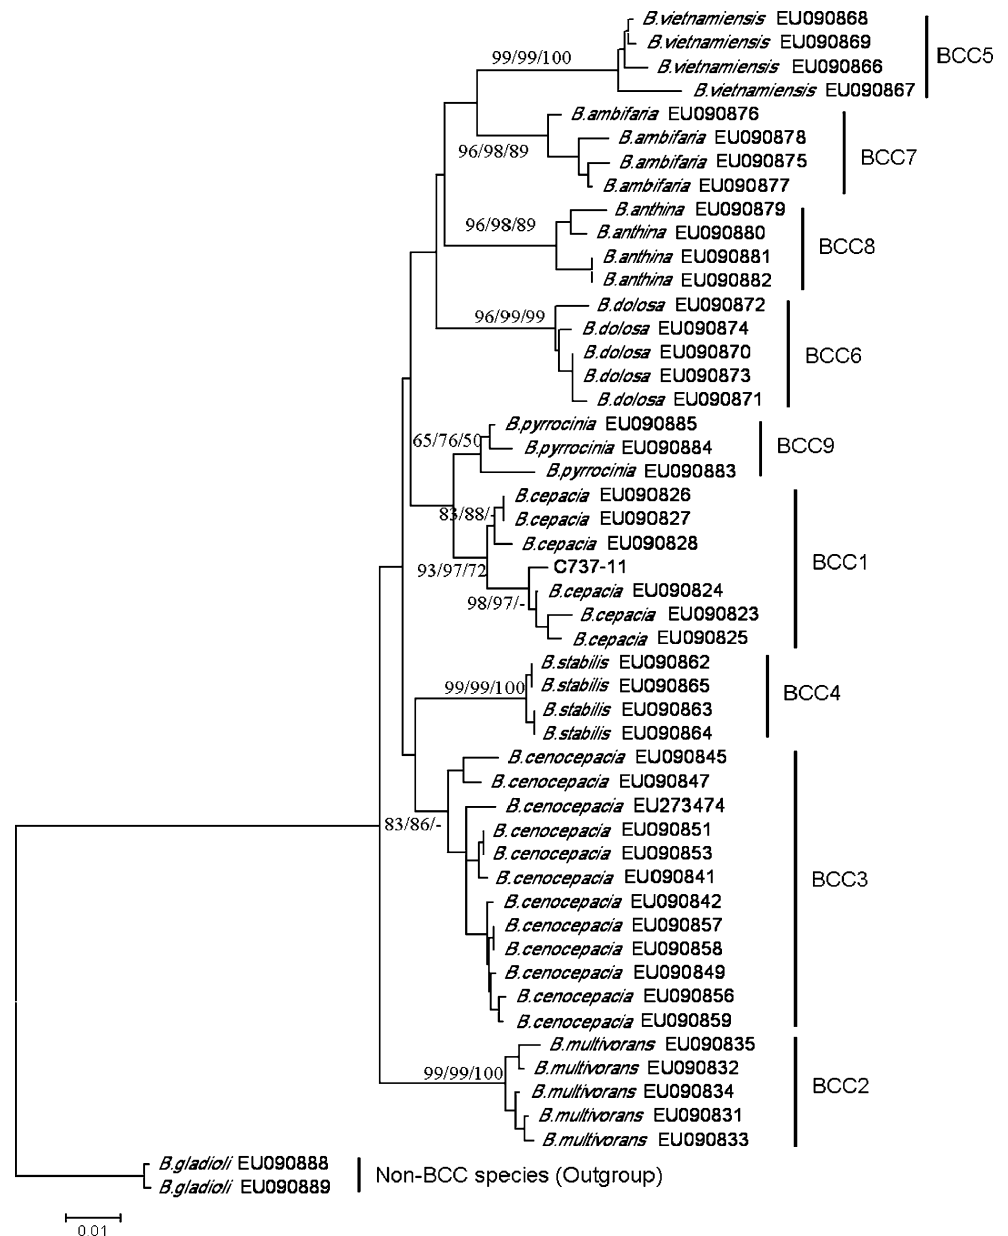 B.vietnamiensis EU090868
B.vietnamiensis EU090869
BCC5
99/99/100
B.vietnamiensis EU090866
B.vietnamiensis EU090867
B.ambifaria EU090876
B.ambifaria EU090878
96/98/89
BCC7
B.ambifaria EU090875
B.ambifaria EU090877
B.anthina EU090879
96/98/89
B.anthina EU090880
BCC8
B.anthina EU090881
B.anthina EU090882
B.dolosa EU090872
96/99/99
B.dolosa EU090874
B.dolosa EU090870
BCC6
B.dolosa EU090873
B.dolosa EU090871
B.pyrrocinia EU090885
65/76/50
B.pyrrocinia EU090884
BCC9
B.pyrrocinia EU090883
B.cepacia EU090826
83/88/-
B.cepacia EU090827
B.cepacia EU090828
BCC1
C737-11
93/97/72
B.cepacia EU090824
98/97/-
B.cepacia EU090823
B.cepacia EU090825
B.stabilis EU090862
99/99/100
B.stabilis EU090865
BCC4
B.stabilis EU090863
B.stabilis EU090864
B.cenocepacia EU090845
B.cenocepacia EU090847
B.cenocepacia EU273474
83/86/-
B.cenocepacia EU090851
B.cenocepacia EU090853
B.cenocepacia EU090841
BCC3
B.cenocepacia EU090842
B.cenocepacia EU090857
B.cenocepacia EU090858
B.cenocepacia EU090849
B.cenocepacia EU090856
B.cenocepacia EU090859
B.multivorans EU090835
99/99/100
B.multivorans EU090832
BCC2
B.multivorans EU090834
B.multivorans EU090831
B.multivorans EU090833
B.gladioli EU090888
Non-BCC species (Outgroup)
B.gladioli EU090889
0.01